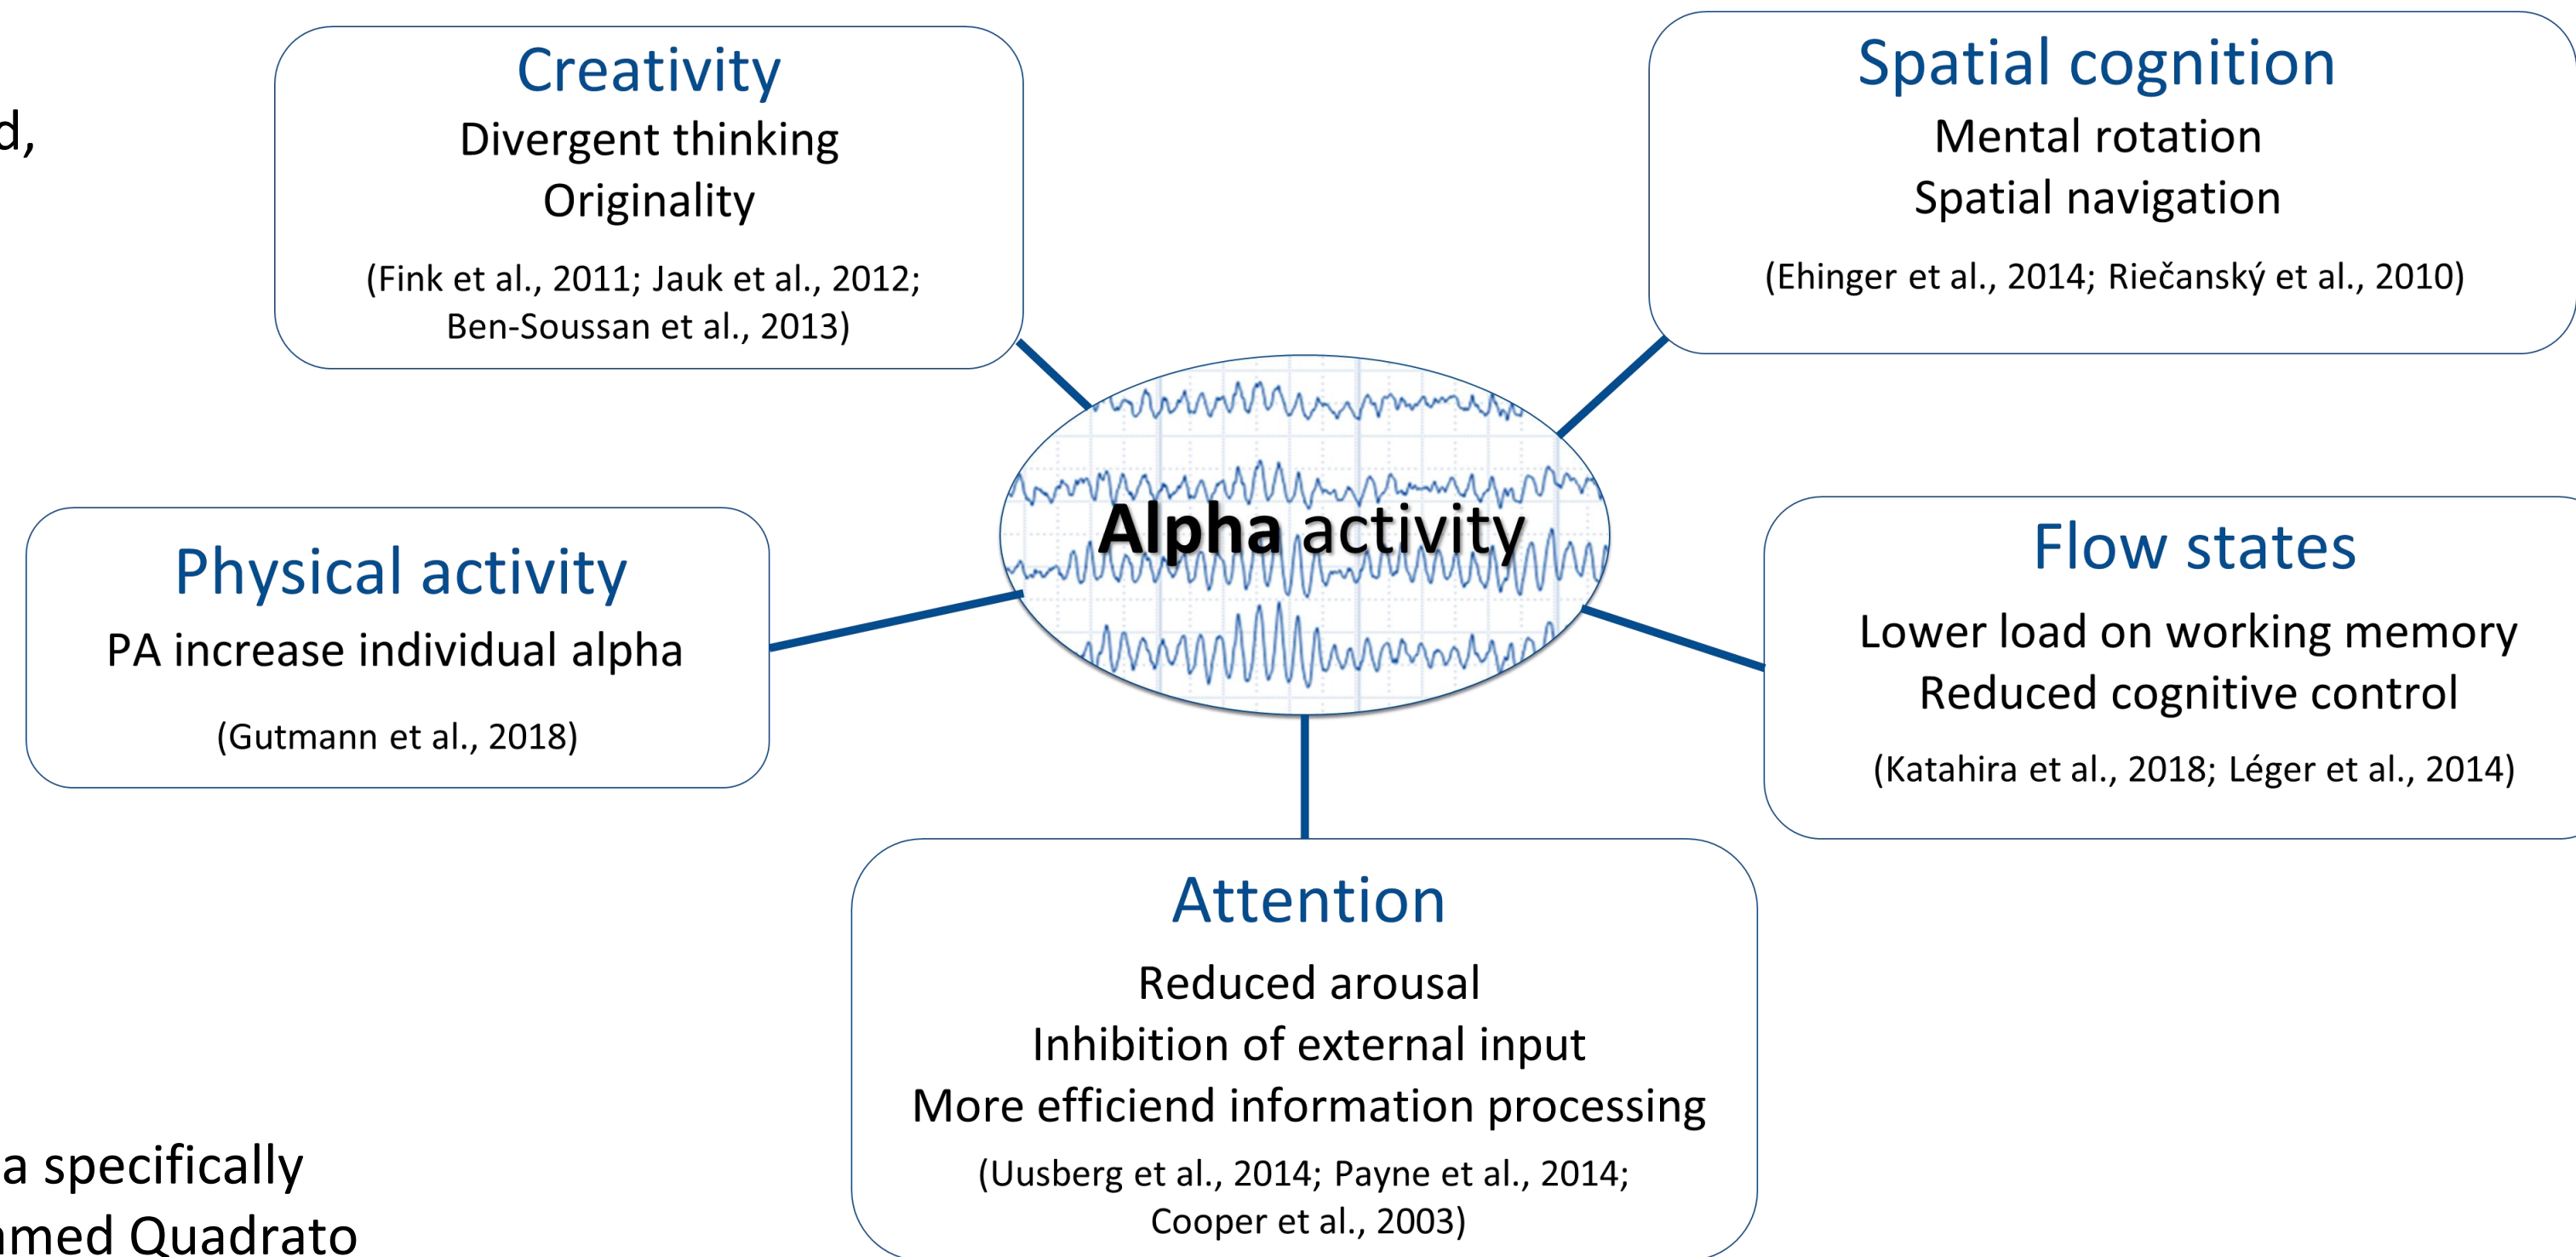 d,
Creativity
Divergent thinking
Originality
(Fink et al., 2011; Jauk et al., 2012;
Ben-Soussan et al., 2013)
Spatial cognition
Mental rotation
Spatial navigation
(Ehinger et al., 2014; Riečanský et al., 2010)
Alpha activity
Physical activity
PA increase individual alpha
(Gutmann et al., 2018)
Flow states
Lower load on working memory
Reduced cognitive control
(Katahira et al., 2018; Léger et al., 2014)
Attention
Reduced arousal
Inhibition of external input
More efficiend information processing
(Uusberg et al., 2014; Payne et al., 2014;
Cooper et al., 2003)
a specifically
amed Quadrato